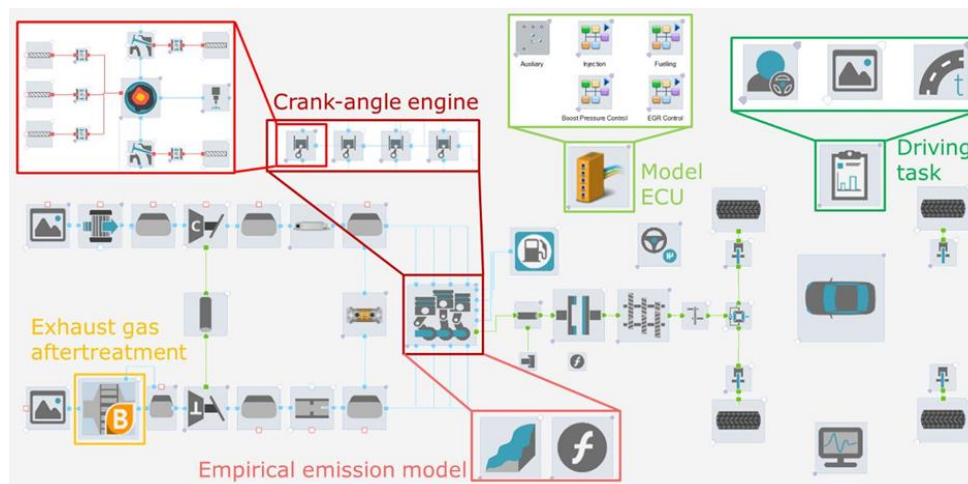 Auxiliary
Injection
Fuelling
Boost Pressure Control
EGR Control
Crank-angle engine
Model
ECU
Driving
task
t
C
Exhaust gas
aftertreatment
B
T
f
Empirical emission model
f